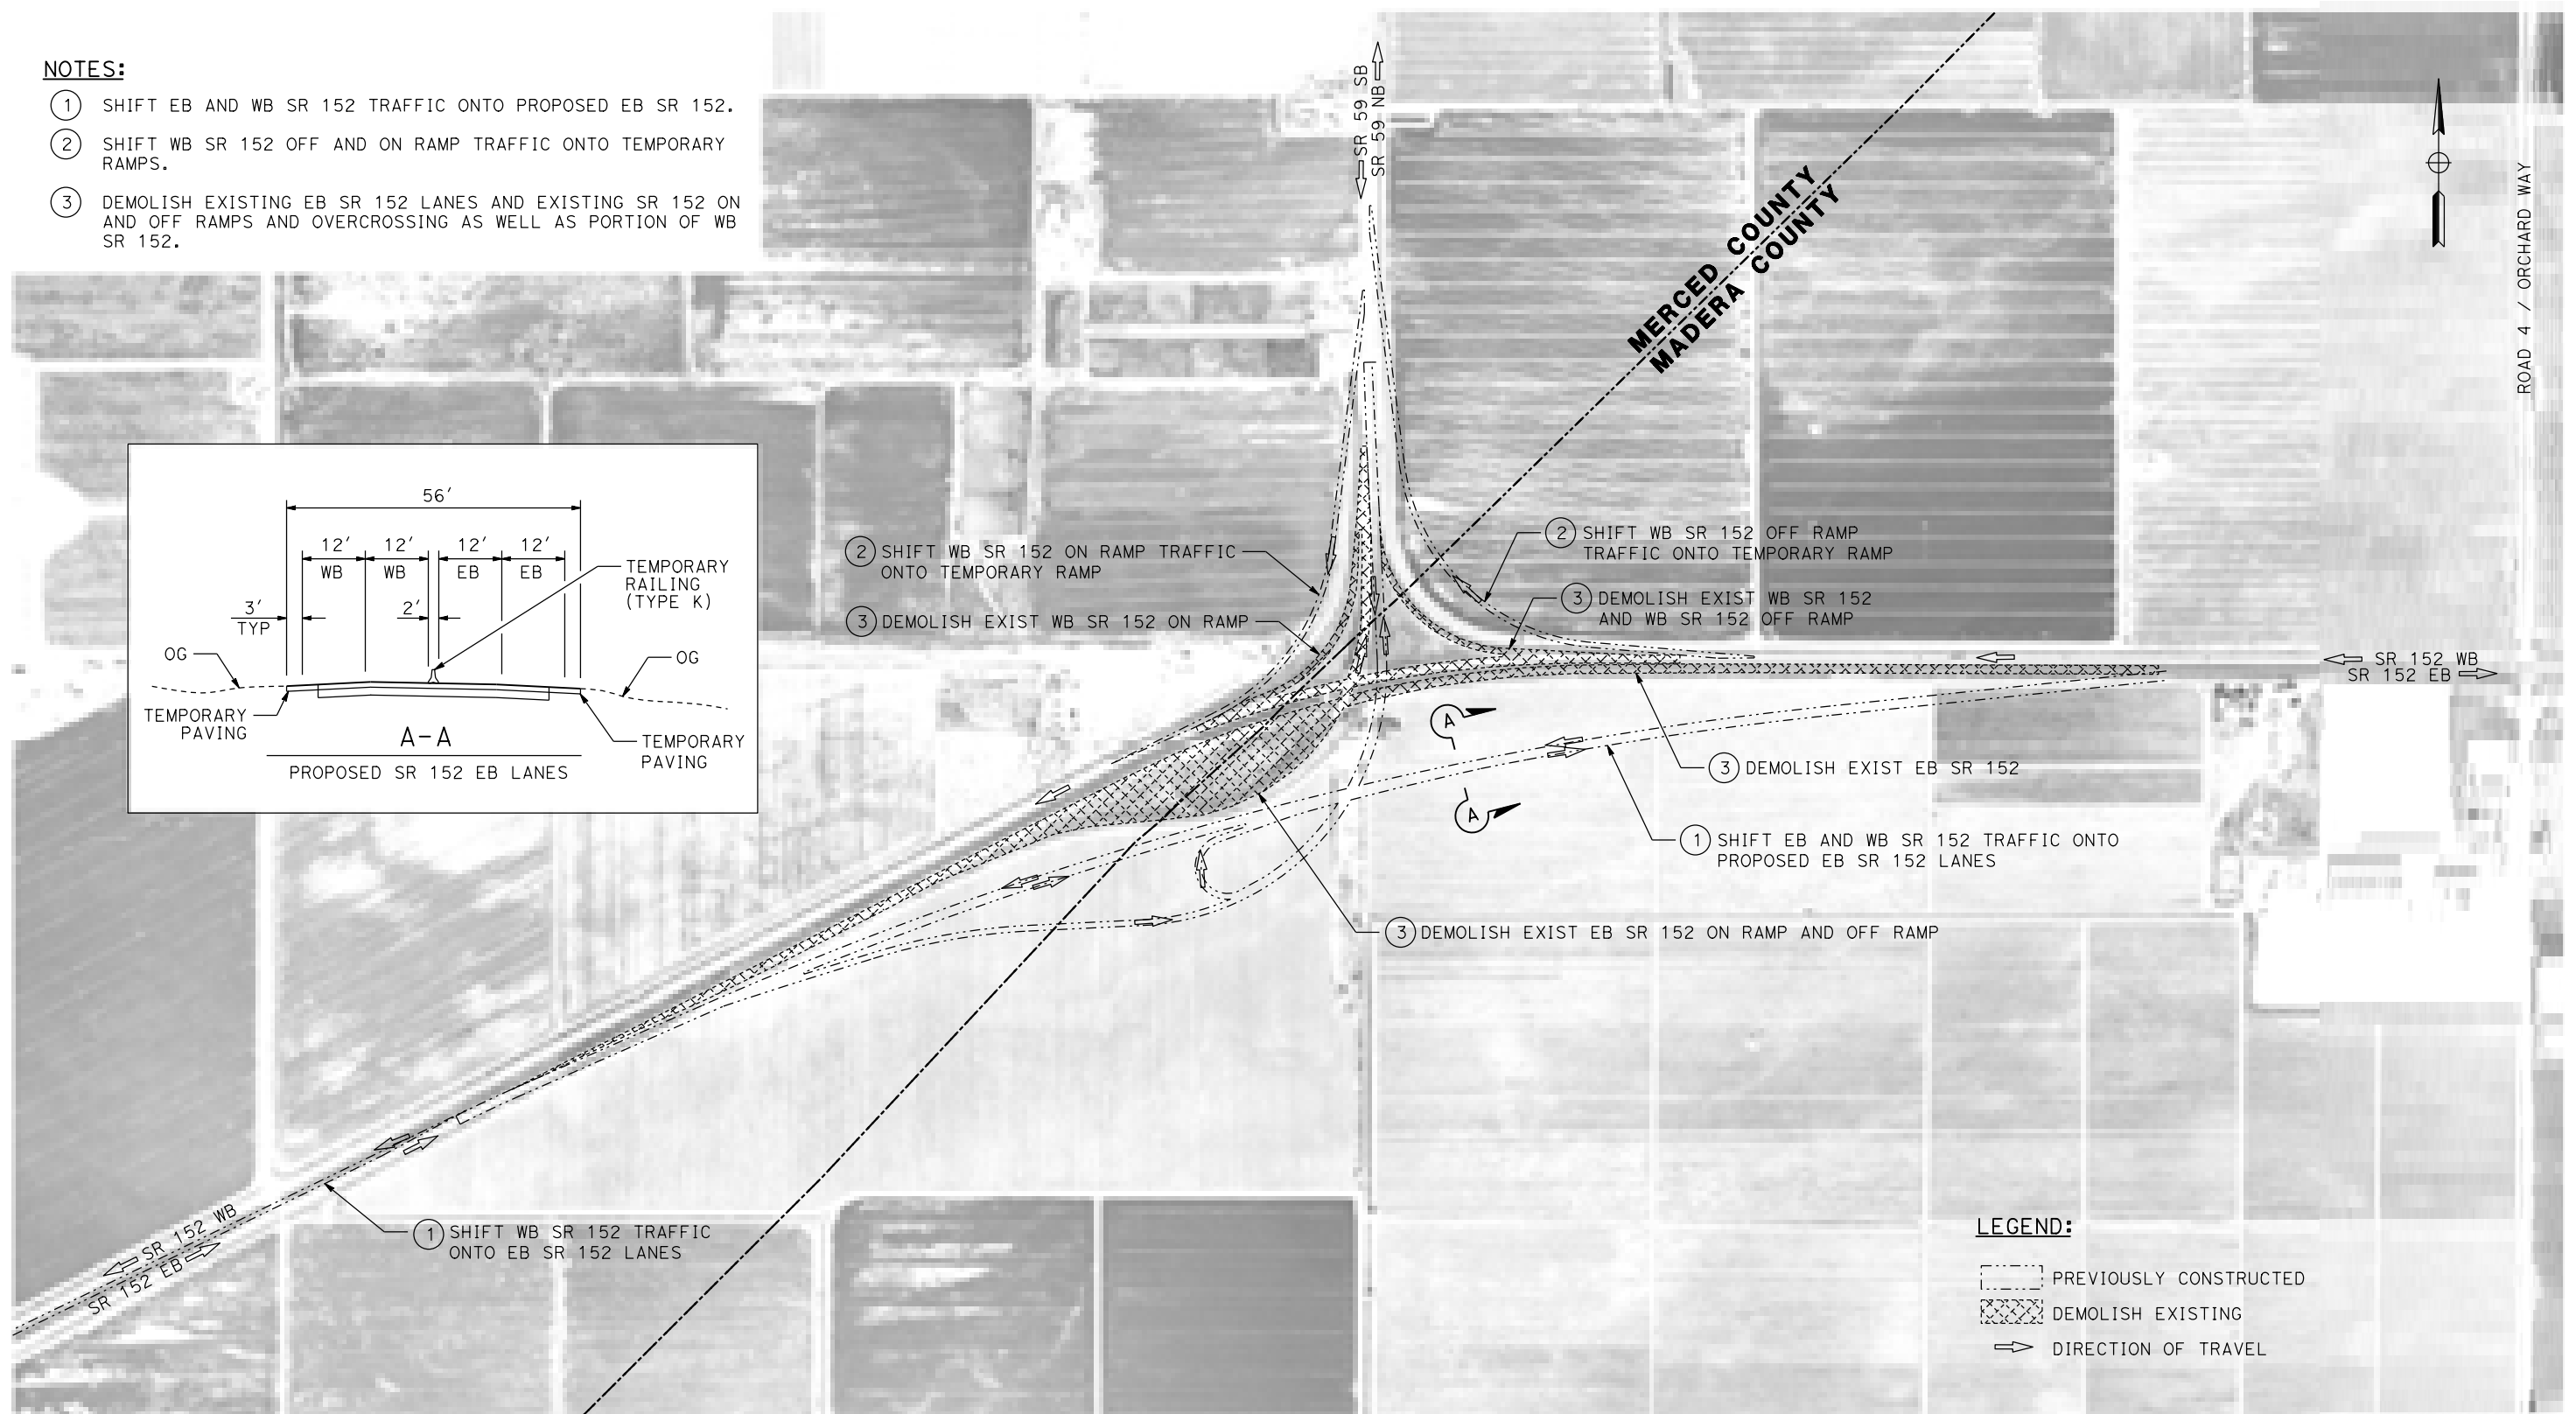 NOTES:
1 SHIFT EB AND WB SR 152 TRAFFIC ONTO PROPOSED EB SR 152.
2 SHIFT WB SR 152 OFF AND ON RAMP TRAFFIC ONTO TEMPORARY
RAMPS.
3 DEMOLISH EXISTING EB SR 152 LANES AND EXISTING SR 152 ON
AND OFF RAMPS AND OVERCROSSING AS WELL AS PORTION OF WB
SR 152.
SR 59 SB
SR 59 NB
MERCED COUNTY
MADERA COUNTY
ROAD 4 / ORCHARD WAY
56′
12′ 12′ 12′ 12′
WB WB EB EB
TEMPORARY
RAILING
(TYPE K)
3′
TYP
2′
OG
OG
TEMPORARY
PAVING
A-A
TEMPORARY
PAVING
PROPOSED SR 152 EB LANES
2 SHIFT WB SR 152 ON RAMP TRAFFIC
ONTO TEMPORARY RAMP
3 DEMOLISH EXIST WB SR 152 ON RAMP
2 SHIFT WB SR 152 OFF RAMP
TRAFFIC ONTO TEMPORARY RAMP
3 DEMOLISH EXIST WB SR 152
AND WB SR 152 OFF RAMP
SR 152 WB
SR 152 EB
A
A
3 DEMOLISH EXIST EB SR 152
1 SHIFT EB AND WB SR 152 TRAFFIC ONTO
PROPOSED EB SR 152 LANES
3 DEMOLISH EXIST EB SR 152 ON RAMP AND OFF RAMP
SR 152 WB
SR 152 EB
1 SHIFT WB SR 152 TRAFFIC
ONTO EB SR 152 LANES
LEGEND:
PREVIOUSLY CONSTRUCTED
DEMOLISH EXISTING
DIRECTION OF TRAVEL